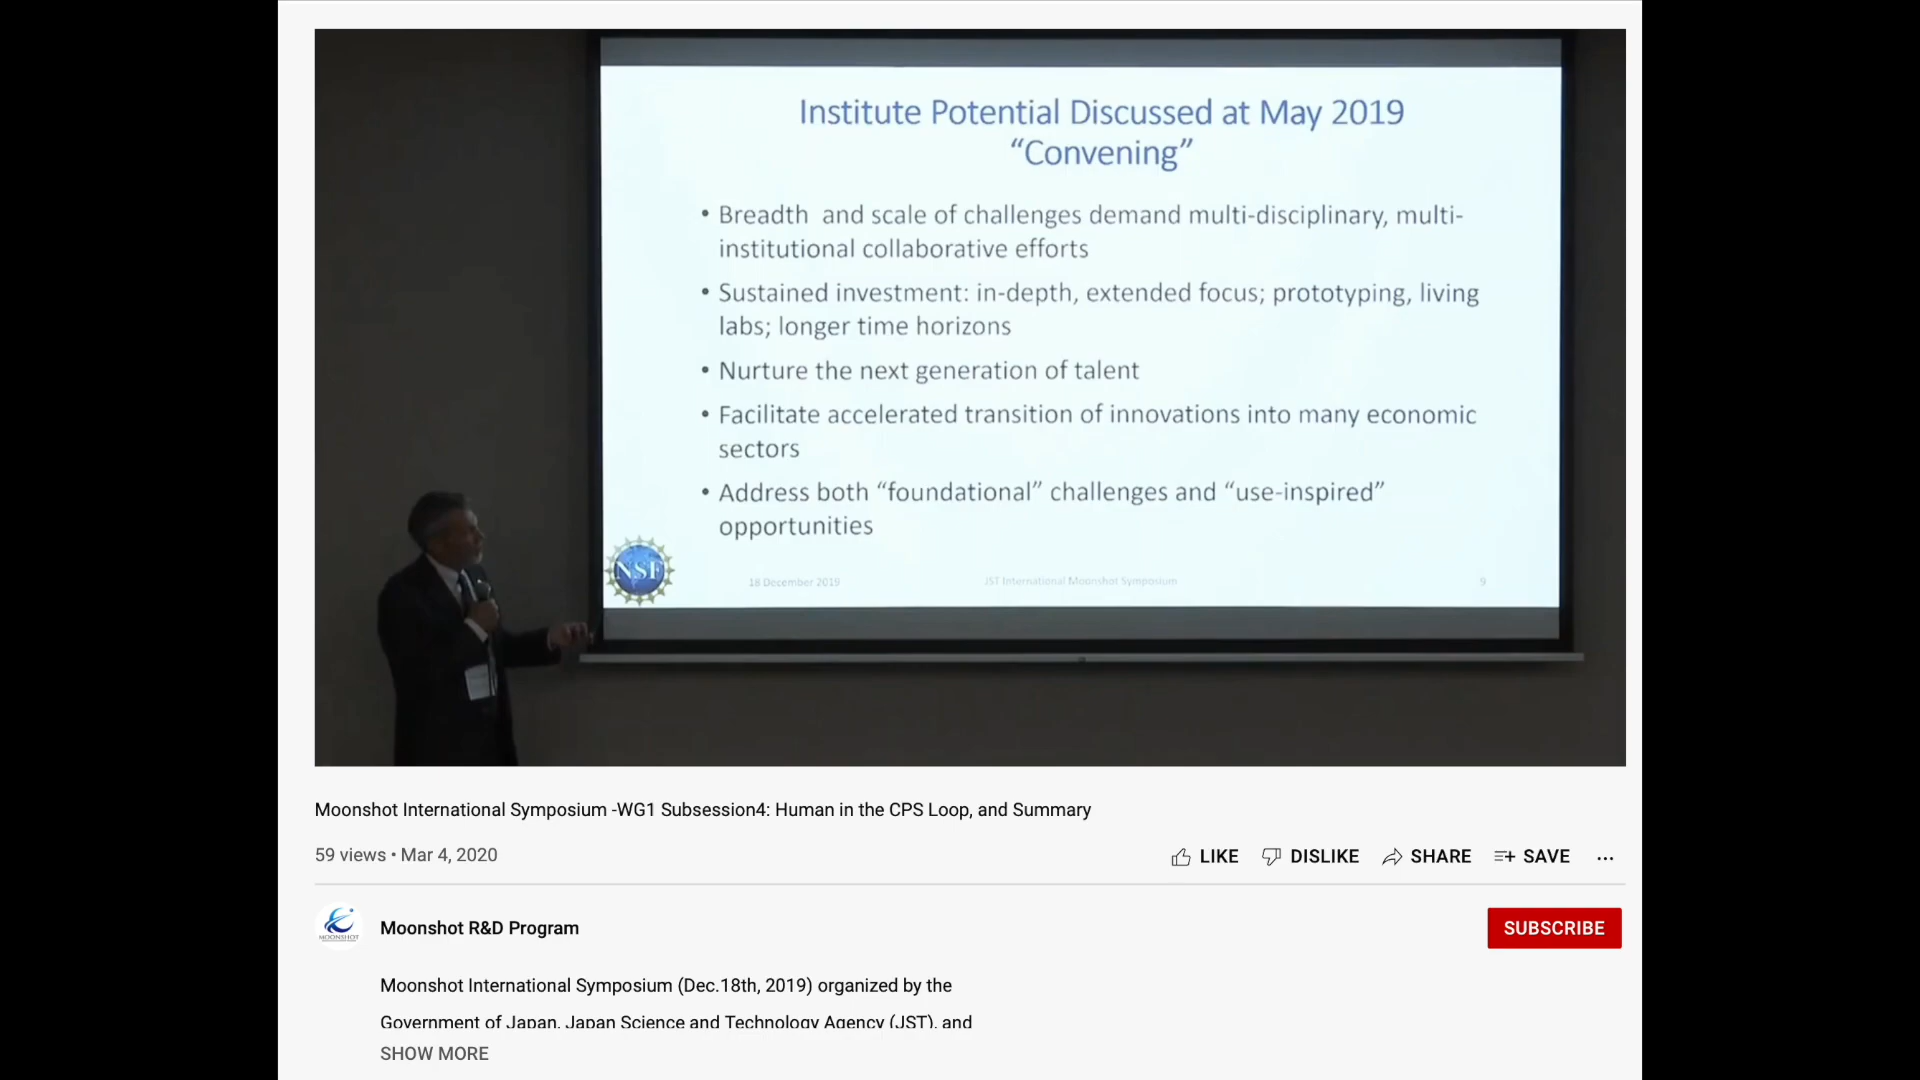 Institute Potential Discussed at May 2019
“Convening”
• Breadth and scale of challenges demand multi-disciplinary, multi-
institutional collaborative efforts
• Sustained investment: in-depth, extended focus; prototyping, living
labs; longer time horizons
• Nurture the next generation of talent
• Facilitate accelerated transition of innovations into many economic
sectors
• Address both “foundational” challenges and “use-inspired”
opportunities
NSF
18 December 2019
JST International Moonshot Symposium
9
Moonshot International Symposium -WG1 Subsession4: Human in the CPS Loop, and Summary
59 views • Mar 4, 2020
LIKE
DISLIKE
SHARE
SAVE
...
MOONSHOT
Moonshot R&D Program
SUBSCRIBE
Moonshot International Symposium (Dec.18th, 2019) organized by the
Government of Japan, Japan Science and Technology Agency (JST), and
SHOW MORE